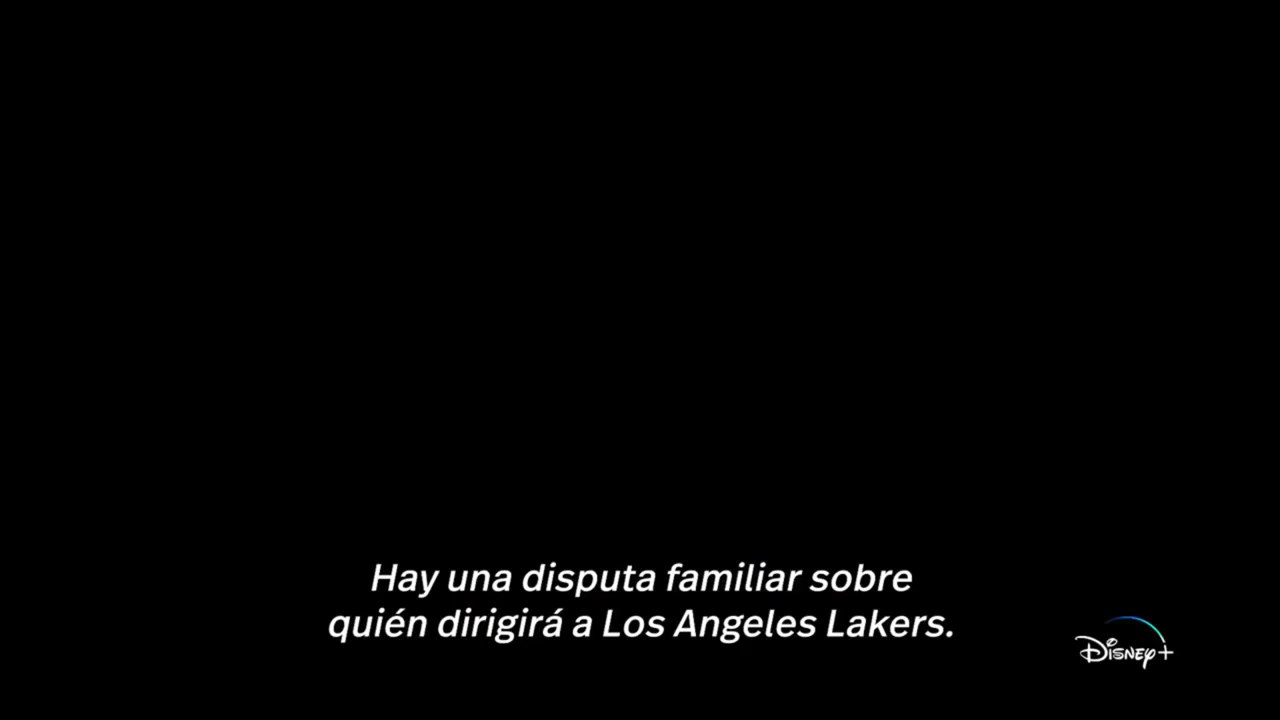 Hay una disputa familiar sobre
quién dirigirá a Los Angeles Lakers.
Disney+